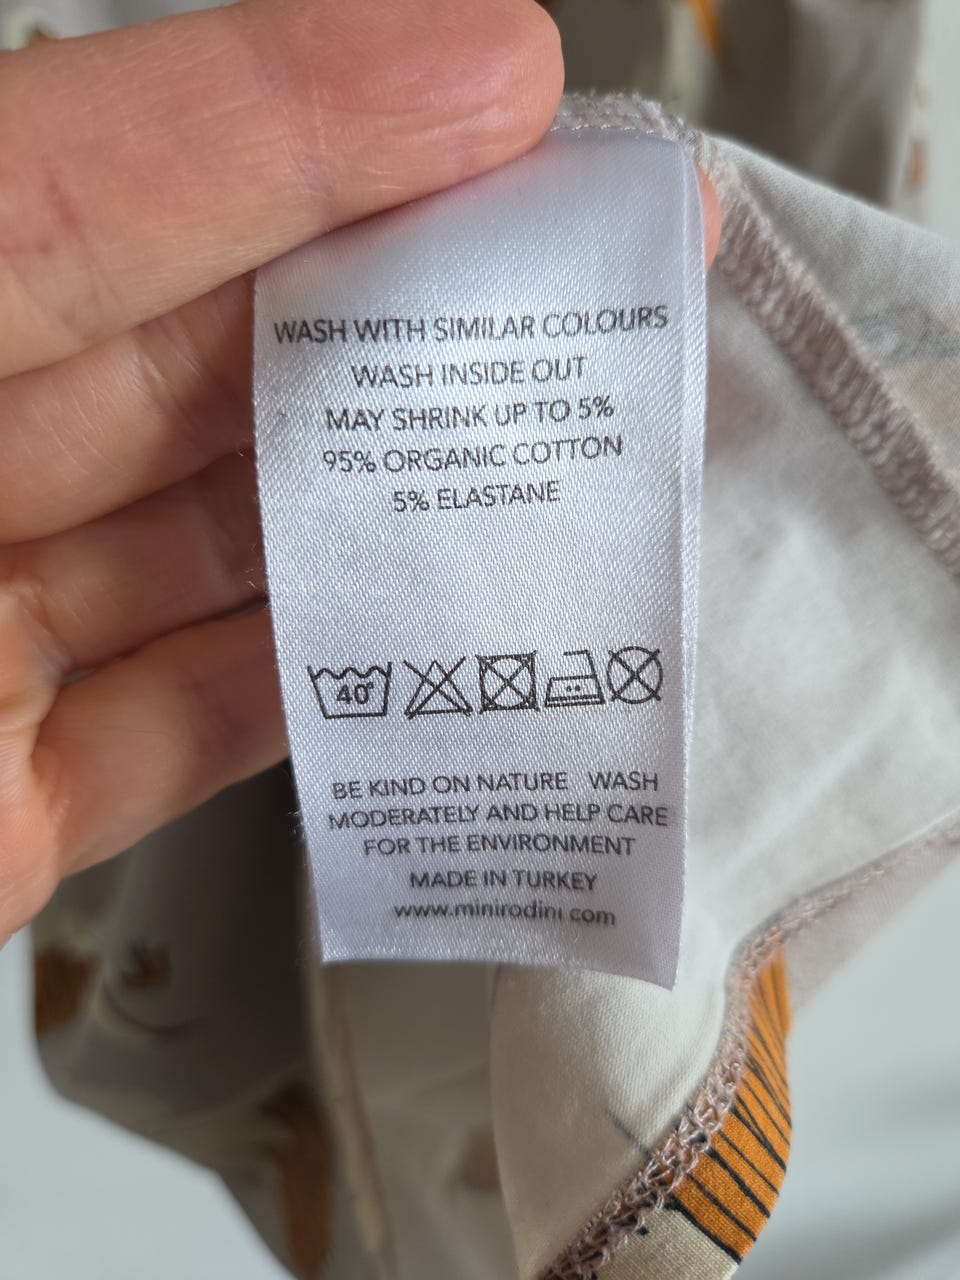 WASH WITH SIMILAR COLOURS
WASH INSIDE OUT
MAY SHRINK UP TO 5%
95% ORGANIC COTTON
5% ELASTANE
40°
BE KIND ON NATURE WASH
MODERATELY AND HELP CARE
FOR THE ENVIRONMENT
MADE IN TURKEY
www.minirodini.com